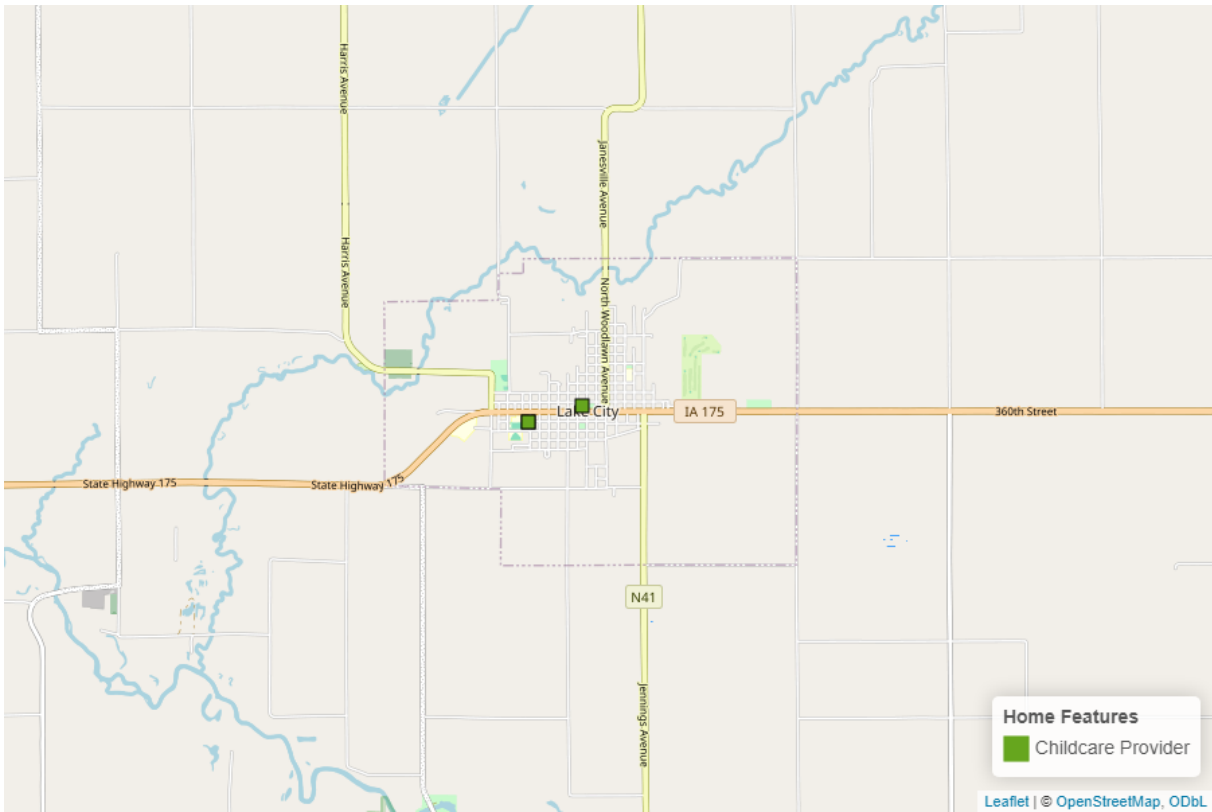 Harris Avenue
Janesville Avenue
Harris Avenue
North Woodlawn Avenue
Lake City
IA 175
360th Street
State Highway 175
State Highway 175
N41
Jennings Avenue
Home Features
Childcare Provider
Leaflet | © OpenStreetMap, ODbL